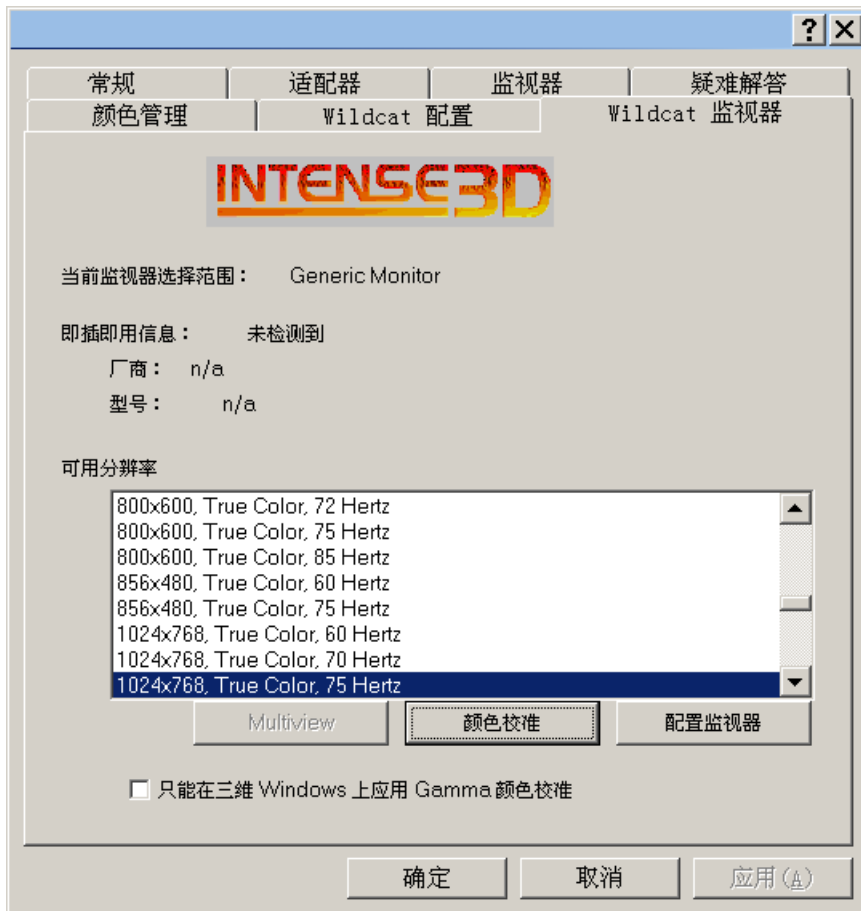 常规 适配器 监视器 疑难解答
颜色管理 Wildcat 配置 Wildcat 监视器
INTENSE3D
当前监视器选择范围： Generic Monitor
即插即用信息： 未检测到
厂商： n/a
型号： n/a
可用分辨率
800x600, True Color, 72 Hertz
800x600, True Color, 75 Hertz
800x600, True Color, 85 Hertz
856x480, True Color, 60 Hertz
856x480, True Color, 75 Hertz
1024x768, True Color, 60 Hertz
1024x768, True Color, 70 Hertz
1024x768, True Color, 75 Hertz
Multiview 颜色校准 配置监视器
只能在三维 Windows 上应用 Gamma 颜色校准
确定 取消 应用(A)